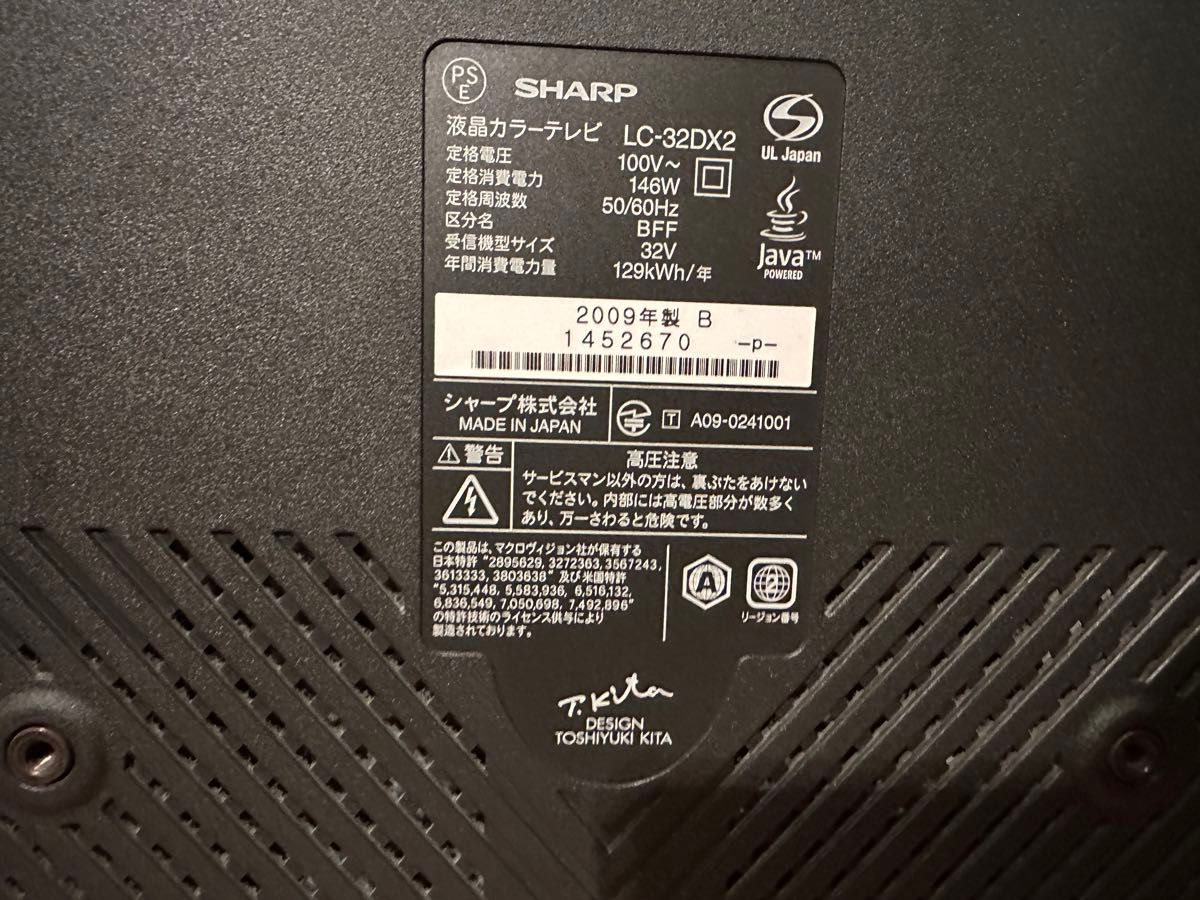 PS
E
SHARP
液晶カラーテレビ LC-32DX2
定格電圧 100V～
定格消費電力 146W
定格周波数 50/60Hz
区分名 BFF
受信機型サイズ 32V
年間消費電力量 129kWh/年
UL Japan
Java™
POWERED
2009年製 B
1452670 -p-
シャープ株式会社
MADE IN JAPAN
T A09-0241001
警告
高圧注意
サービスマン以外の方は、裏ぶたをあけない
でください。内部には高電圧部分が数多く
あり、万一さわると危険です。
この製品は、マクロヴィジョン社が保有する
日本特許“2895629, 3272363, 3567243,
3613333, 3803638” 及び米国特許
“5,315,448, 5,583,936, 6,516,132,
6,836,549, 7,050,698, 7,492,896”
の特許技術のライセンス供与により
製造されております。
A
2
リージョン番号
T.Kita
DESIGN
TOSHIYUKI KITA